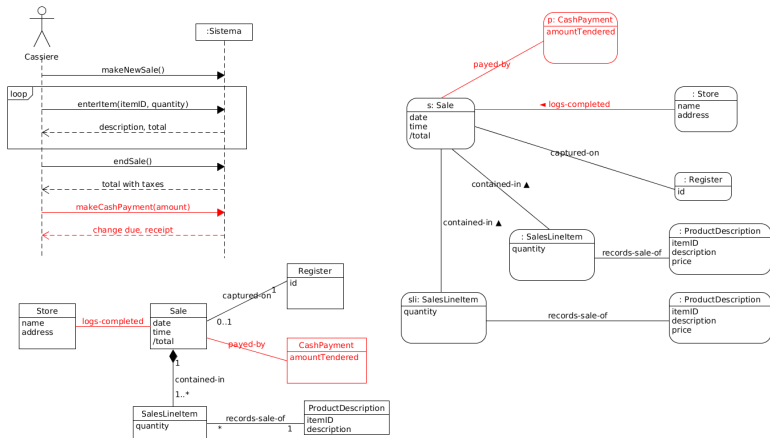 Cassiere
:Sistema
makeNewSale()
loop
enterItem(itemID, quantity)
description, total
endSale()
total with taxes
makeCashPayment(amount)
change due, receipt
p: CashPayment
amountTendered
payed-by
s: Sale
date
time
/total
◄ logs-completed
: Store
name
address
captured-on
: Register
id
contained-in ▲
contained-in ▲
: SalesLineItem
quantity
records-sale-of
: ProductDescription
itemID
description
price
sli: SalesLineItem
quantity
records-sale-of
: ProductDescription
itemID
description
price
Register
id
captured-on
1
0..1
Store
name
address
logs-completed
Sale
date
time
/total
payed-by
CashPayment
amountTendered
1
contained-in
1..*
SalesLineItem
quantity
records-sale-of
*
1
ProductDescription
itemID
description